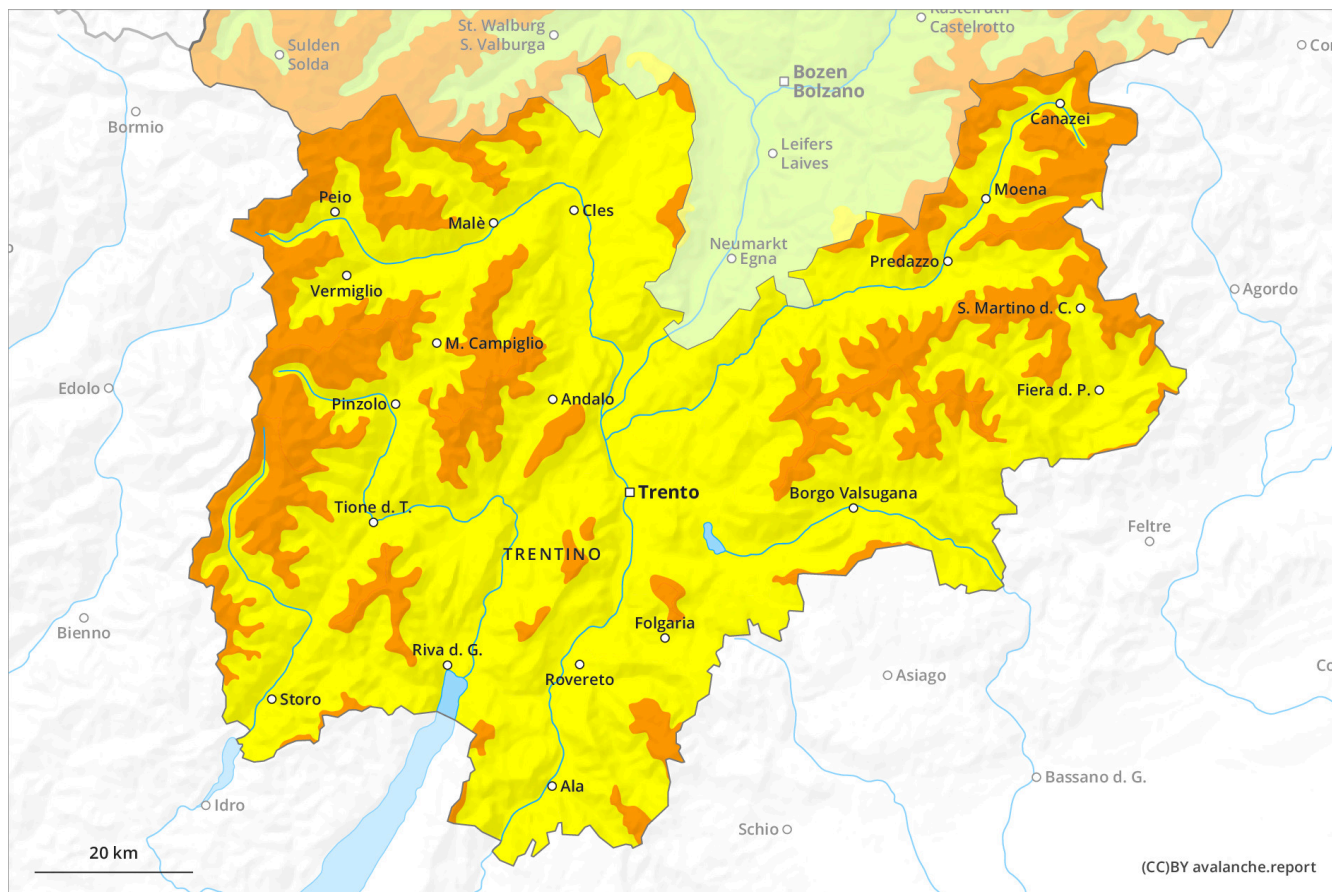 St. Walburg
S. Valburga
Castelrotto
Sulden
Solda
Bozen
Bolzano
Bormio
Canazei
Leifers
Laives
Moena
Peio
Malè
Cles
Neumarkt
Egna
Predazzo
Vermiglio
Agordo
S. Martino d. C.
M. Campiglio
Edolo
Fiera d. P.
Andalo
Pinzolo
Trento
Borgo Valsugana
Tione d. T.
Feltre
TRENTINO
Bienno
Folgaria
Riva d. G.
Rovereto
Asiago
Storo
Bassano d. G.
Ala
Idro
Schio
20 km
(CC)BY avalanche.report